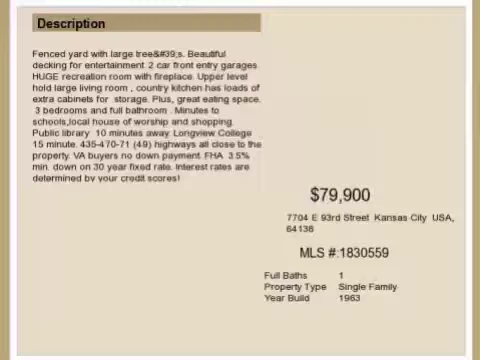 Description
Fenced yard with large tree&#39;s. Beautiful
decking for entertainment. 2 car front entry garages.
HUGE recreation room with fireplace. Upper level
hold large living room , country kitchen has loads of
extra cabinets for  storage. Plus, great eating space.
3 bedrooms and full bathroom . Minutes to
schools,local house of worship and shopping.
Public library  10 minutes away. Longview College
15 minute. 435-470-71 (49) highways all close to the
property. VA buyers no down payment. FHA  3.5%
min. down on 30 year fixed rate. Interest rates are
determined by your credit scores!
$79,900
7704 E 93rd Street  Kansas City  USA,
64138
MLS #:1830559
Full Baths 1
Property Type Single Family
Year Build 1963